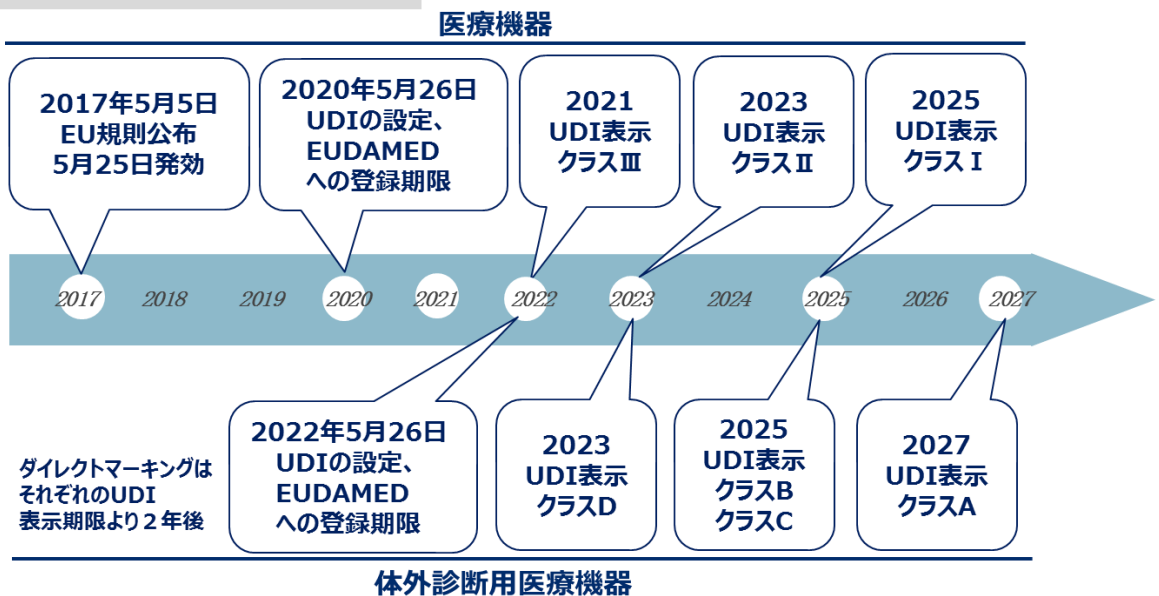 医療機器
2017年5月5日
EU規則公布
5月25日発効
2020年5月26日
UDIの設定、
EUDAMED
への登録期限
2021
UDI表示
クラスⅢ
2023
UDI表示
クラスⅡ
2025
UDI表示
クラスⅠ
2017 2018 2019 2020 2021 2022 2023 2024 2025 2026 2027
ダイレクトマーキングは
それぞれのUDI
表示期限より２年後
2022年5月26日
UDIの設定、
EUDAMED
への登録期限
2023
UDI表示
クラスD
2025
UDI表示
クラスB
クラスC
2027
UDI表示
クラスA
体外診断用医療機器